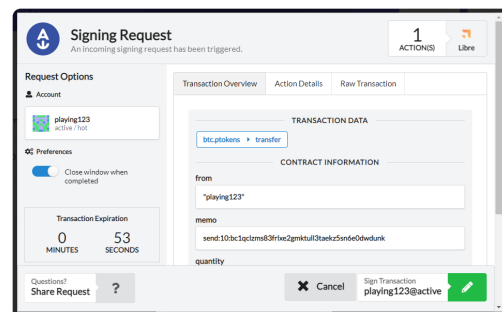 Signing Request
An incoming signing request has been triggered.
1
ACTION(S)
Libre
Request Options
Account
playing123
active / hot
Preferences
Close window when
completed
Transaction Expiration
0
MINUTES
53
SECONDS
Transaction Overview
Action Details
Raw Transaction
TRANSACTION DATA
btc.ptokens
transfer
CONTRACT INFORMATION
from
"playing123"
memo
send:10:bc1qclzms83frlxe2gmktull3taekz5sn6e0dwdunk
quantity
Questions?
Share Request
?
Cancel
Sign Transaction
playing123@active